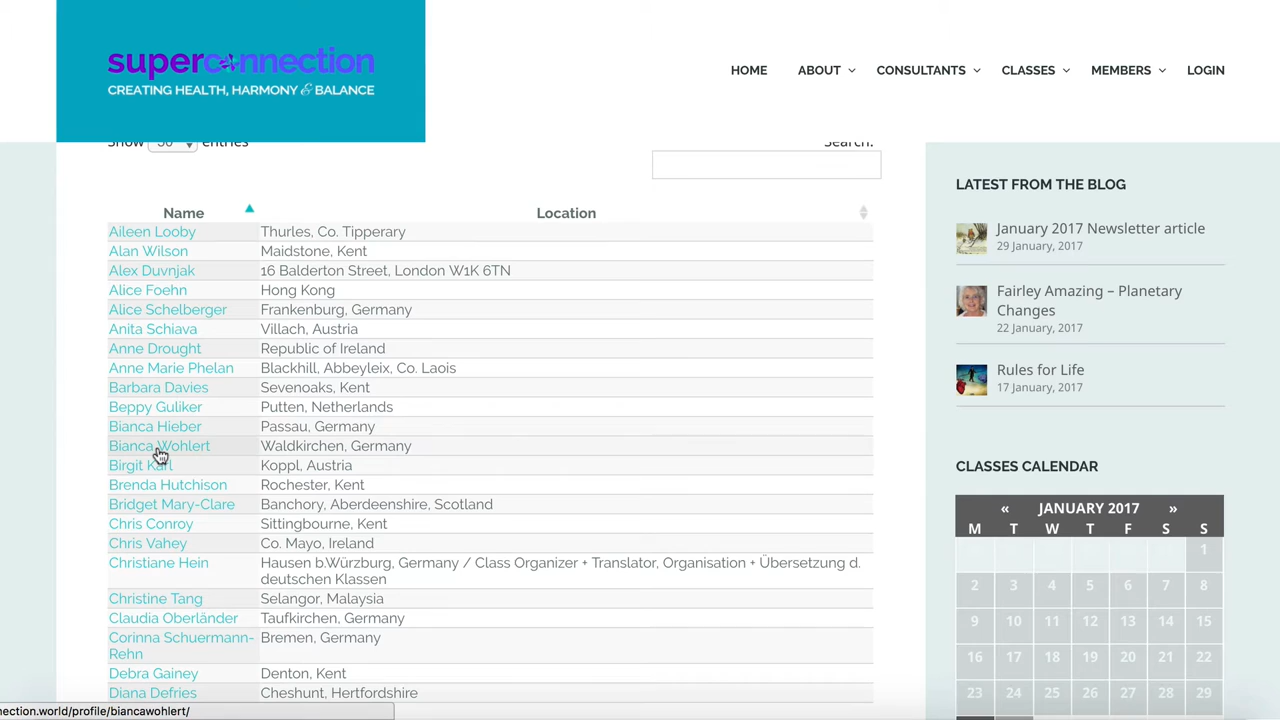 superconnection
CREATING HEALTH, HARMONY & BALANCE
HOME ABOUT CONSULTANTS CLASSES MEMBERS LOGIN
Show 50 entries
Search:
Name Location
Aileen Looby Thurles, Co. Tipperary
Alan Wilson Maidstone, Kent
Alex Duvnjak 16 Balderton Street, London W1K 6TN
Alice Foehn Hong Kong
Alice Schelberger Frankenburg, Germany
Anita Schiava Villach, Austria
Anne Drought Republic of Ireland
Anne Marie Phelan Blackhill, Abbeyleix, Co. Laois
Barbara Davies Sevenoaks, Kent
Beppy Guliker Putten, Netherlands
Bianca Hieber Passau, Germany
Bianca Wohlert Waldkirchen, Germany
Birgit Karl Koppl, Austria
Brenda Hutchison Rochester, Kent
Bridget Mary-Clare Banchory, Aberdeenshire, Scotland
Chris Conroy Sittingbourne, Kent
Chris Vahey Co. Mayo, Ireland
Christiane Hein Hausen b.Würzburg, Germany / Class Organizer + Translator, Organisation + Übersetzung d.
deutschen Klassen
Christine Tang Selangor, Malaysia
Claudia Oberländer Taufkirchen, Germany
Corinna Schuermann- Bremen, Germany
Rehn
Debra Gainey Denton, Kent
Diana Defries Cheshunt, Hertfordshire
nection.world/profile/biancawohlert/
LATEST FROM THE BLOG
January 2017 Newsletter article
29 January, 2017
Fairley Amazing – Planetary
Changes
22 January, 2017
Rules for Life
17 January, 2017
CLASSES CALENDAR
« JANUARY 2017 »
M T W T F S S
1
2 3 4 5 6 7 8
9 10 11 12 13 14 15
16 17 18 19 20 21 22
23 24 25 26 27 28 29